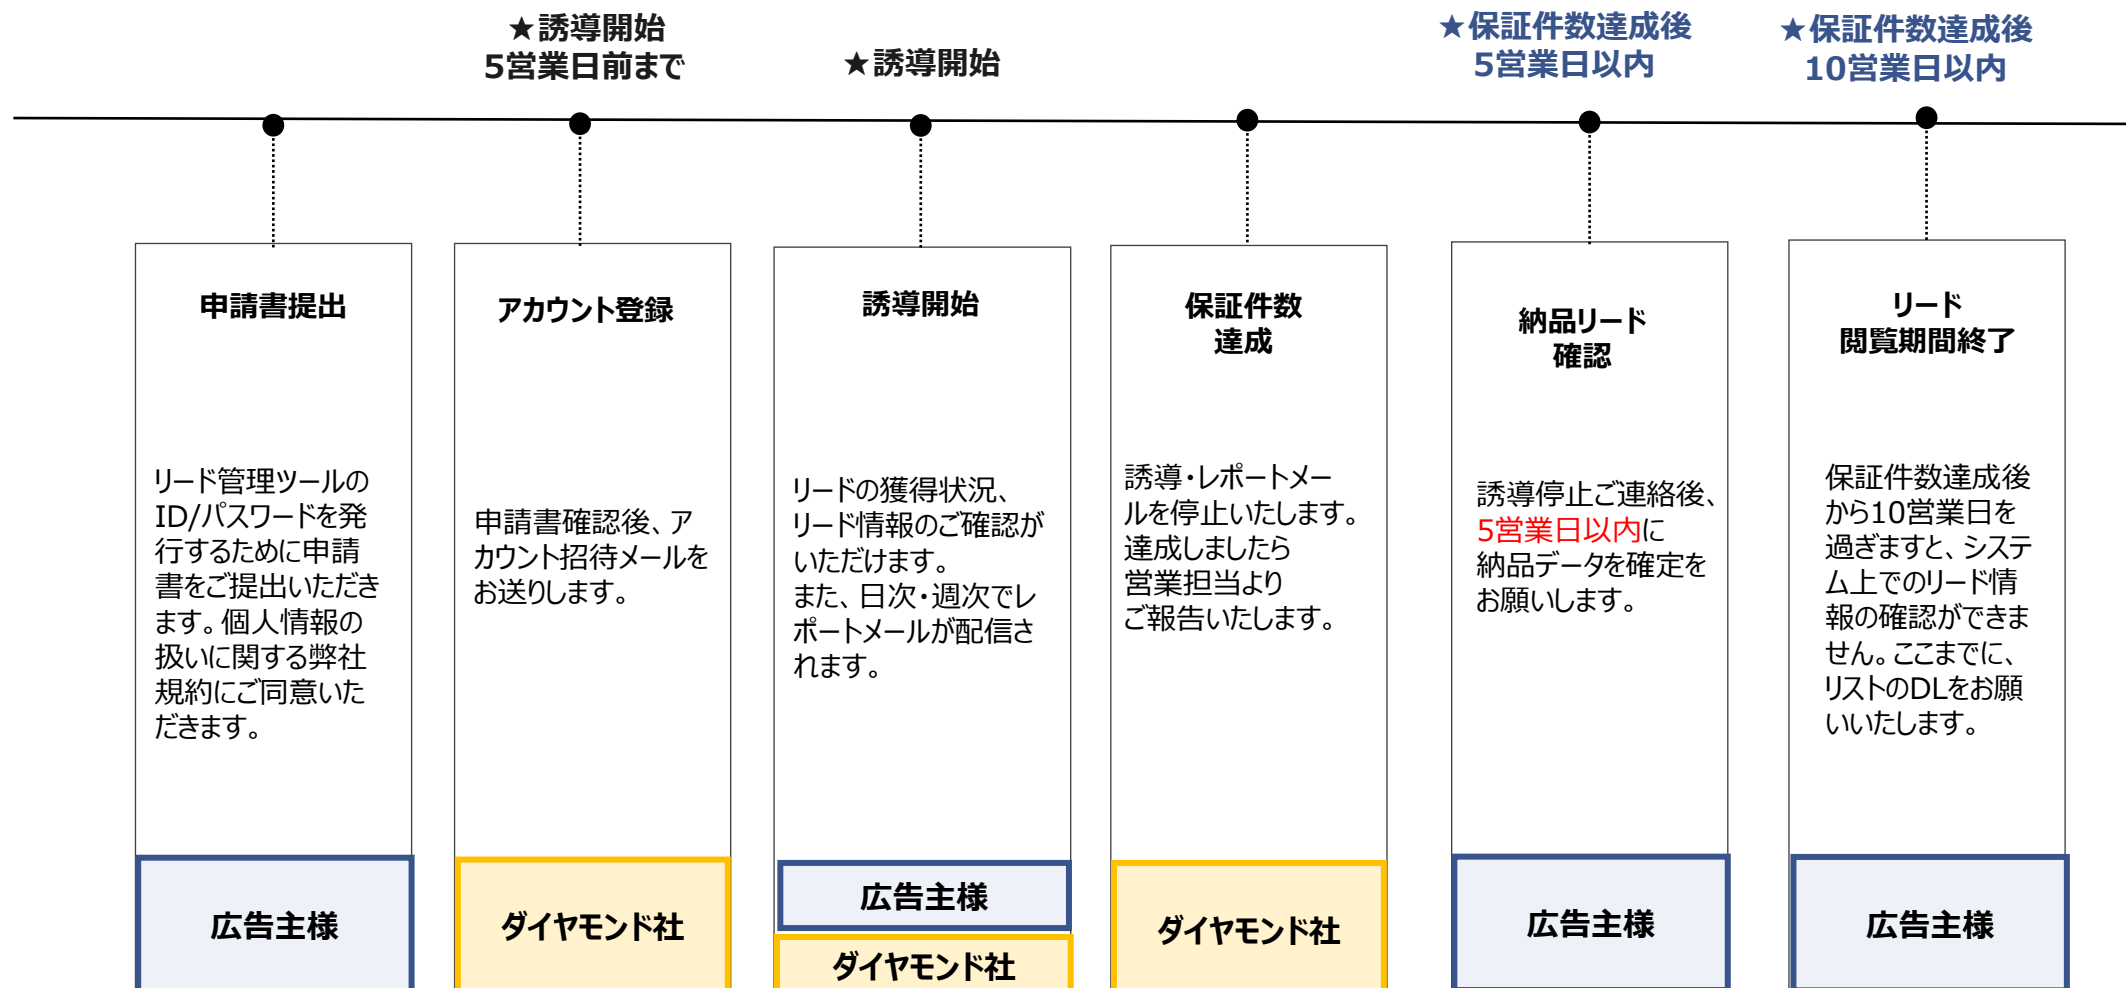 ★誘導開始
5営業日前まで
★誘導開始
★保証件数達成後
5営業日以内
★保証件数達成後
10営業日以内
申請書提出
リード管理ツールの
ID/パスワードを発
行するために申請
書をご提出いただき
ます。個人情報の
扱いに関する弊社
規約にご同意いた
だきます。
広告主様
アカウント登録
申請書確認後、ア
カウント招待メールを
お送りします。
ダイヤモンド社
誘導開始
リードの獲得状況、
リード情報のご確認が
いただけます。
また、日次・週次でレ
ポートメールが配信さ
れます。
広告主様
ダイヤモンド社
保証件数
達成
誘導・レポートメー
ルを停止いたします。
達成しましたら
営業担当より
ご報告いたします。
ダイヤモンド社
納品リード
確認
誘導停止ご連絡後、
5営業日以内に
納品データを確定を
お願いします。
広告主様
リード
閲覧期間終了
保証件数達成後
から10営業日を
過ぎますと、システ
ム上でのリード情
報の確認ができま
せん。ここまでに、
リストのDLをお願
いいたします。
広告主様